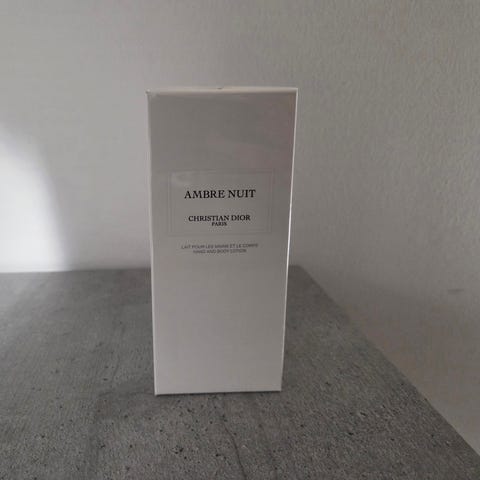 AMBRE NUIT
CHRISTIAN DIOR
PARIS
LAIT POUR LES MAINS ET LE CORPS
HAND AND BODY LOTION